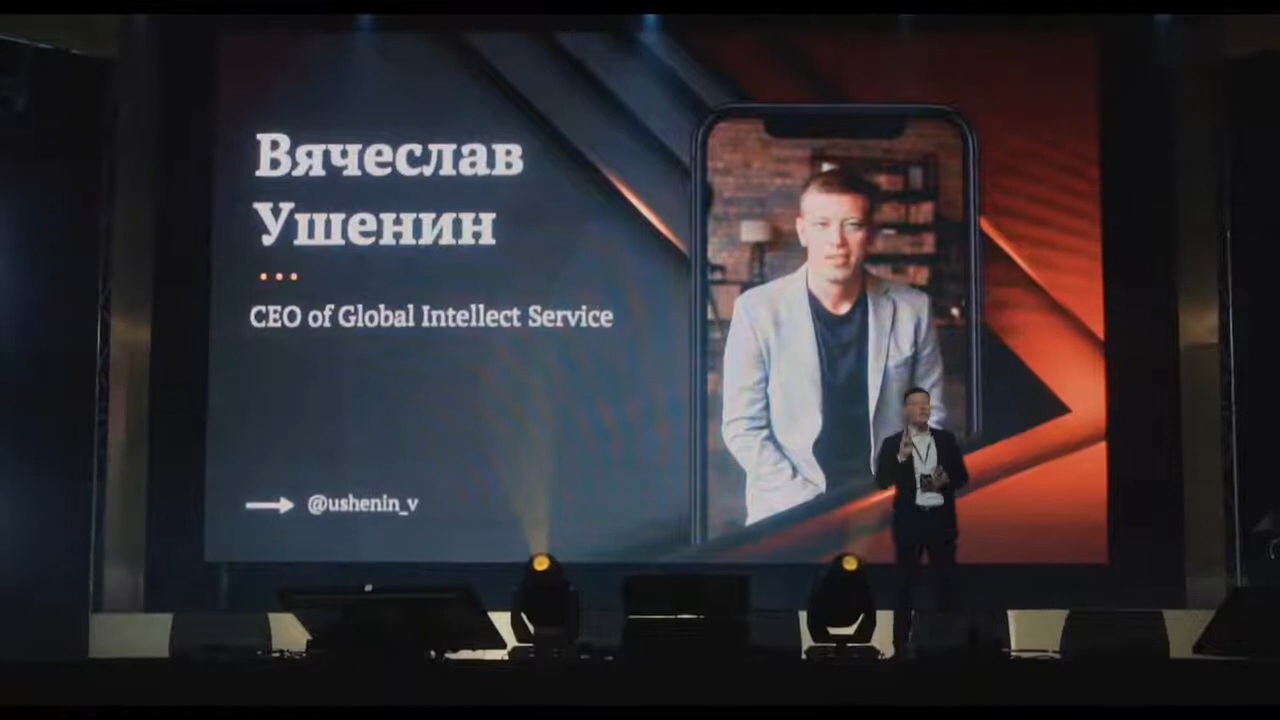 Вячеслав
Ушенин
CEO of Global Intellect Service
@ushenin_v